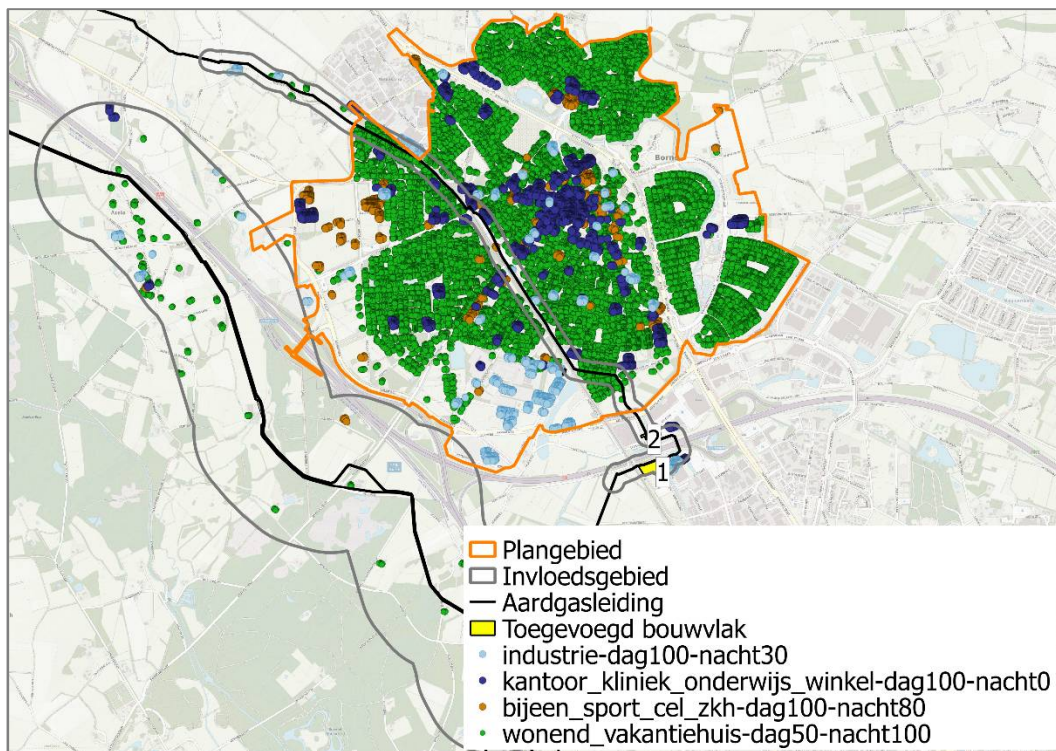 Born
Azelo
2
1
Plangebied
Invloedsgebied
Aardgasleiding
Toegevoegd bouwvlak
industrie-dag100-nacht30
kantoor_kliniek_onderwijs_winkel-dag100-nacht0
bijeen_sport_cel_zkh-dag100-nacht80
wonend_vakantiehuis-dag50-nacht100